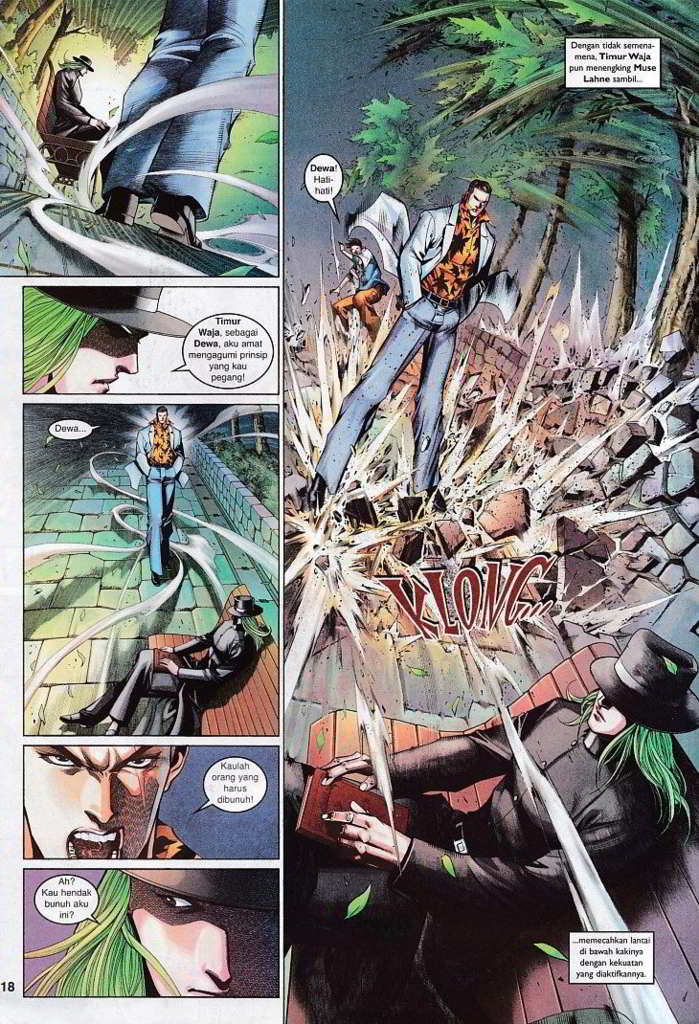 Timur
Waja, sebagai
Dewa, aku amat
mengagumi prinsip
yang kau
pegang!
Dewa...
Kaulah
orang yang
harus
dibunuh!
Ah?
Kau hendak
bunuh aku
ini?
18
Dengan tidak semena-
mena, Timur Waja
pun menengking Muse
Lahne sambil...
Dewa!
Hati-
hati!
KLONG...
...memecahkan lantai
di bawah kakinya
dengan kekuatan
yang diaktifkannya.